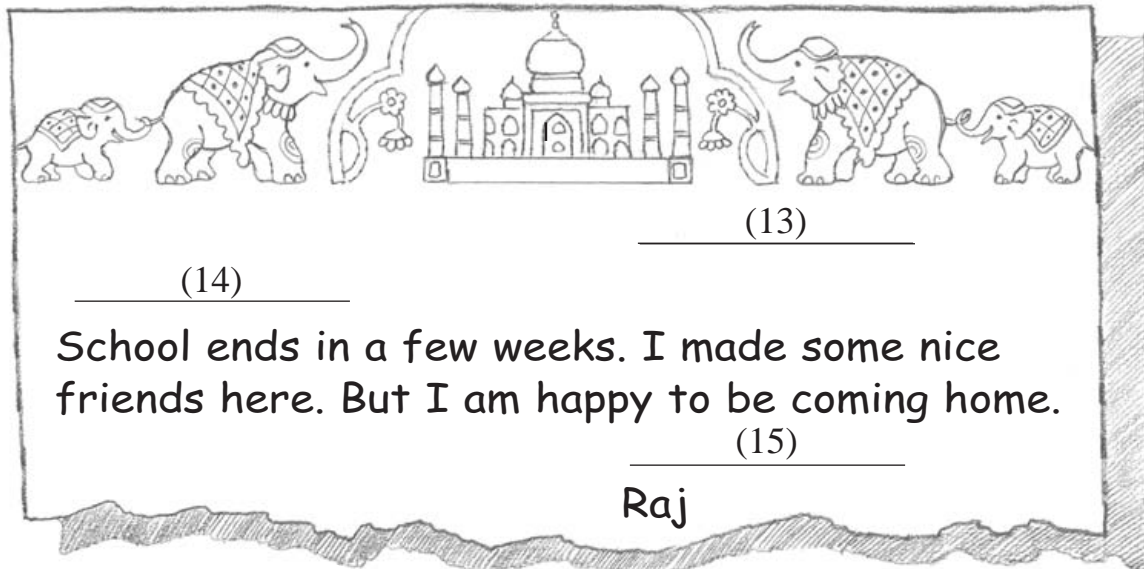 (13)
(14)
School ends in a few weeks. I made some nice
friends here. But I am happy to be coming home.
(15)
Raj